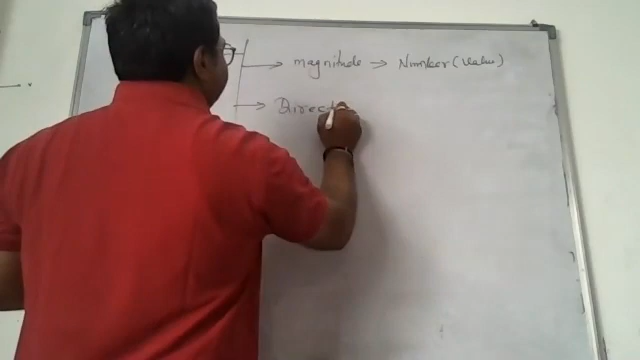 → magnitude → Number (Value)
→ Direct